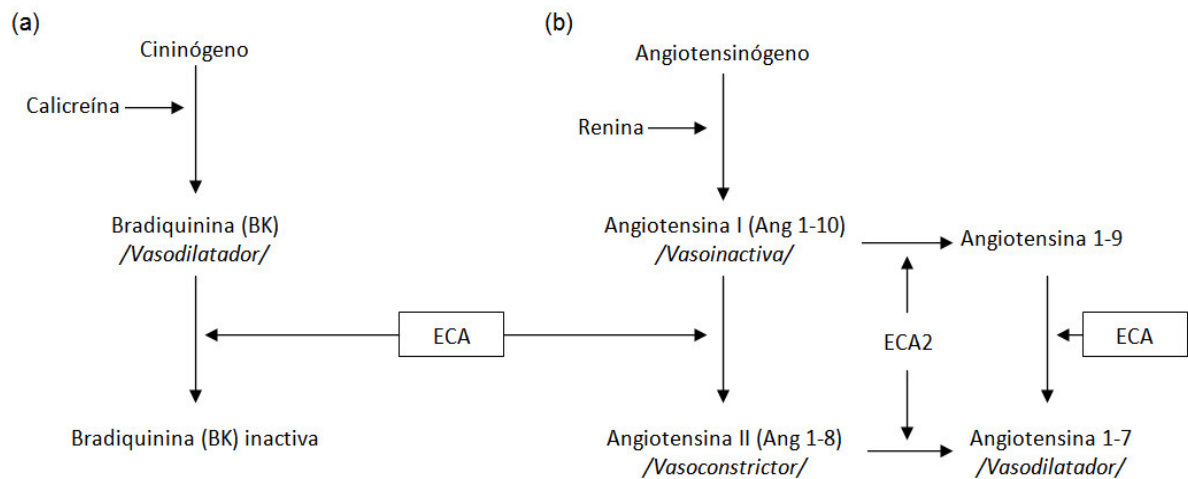 (a)
Cininógeno
Calicreína
Bradiquinina (BK)
/Vasodilatador/
ECA
Bradiquinina (BK) inactiva
(b)
Angiotensinógeno
Renina
Angiotensina I (Ang 1-10)
/Vasoinactiva/
Angiotensina 1-9
ECA2
ECA
Angiotensina II (Ang 1-8)
/Vasoconstrictor/
Angiotensina 1-7
/Vasodilatador/